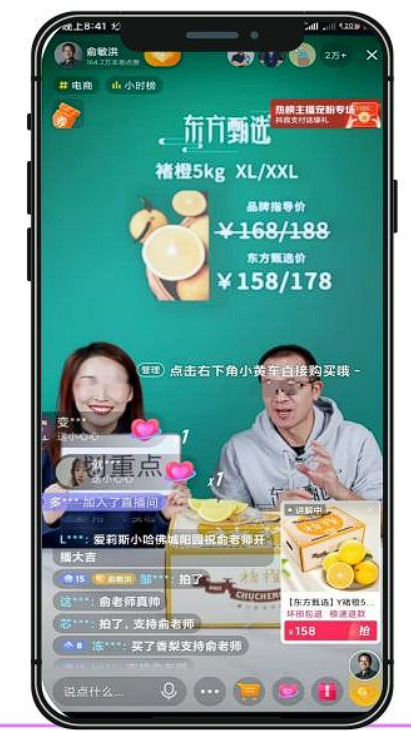 晚上8:41
俞敏洪
164.2万本场点赞
2万+
# 电商
小时榜
券
热榜主播宠粉专场
抖音支付送爆礼
东方甄选
褚橙5kg XL/XXL
品牌指导价
￥168/188
东方甄选价
￥158/178
管理 点击右下角小黄车直接购买哦~
变***
送小心心
1
划重点
送小心心
x1
多*** 加入了直播间
L***: 爱莉斯小哈佛城阳园祝俞老师开
播大吉
15 俞敏洪 邹***: 拍了
这***: 俞老师真帅
芯***: 拍了，支持俞老师
8 冻***: 买了香梨支持俞老师
讲解中
【东方甄选】Y褚橙5...
坏损包退 极速退款
¥158 抢
CHUCHENG
说点什么...